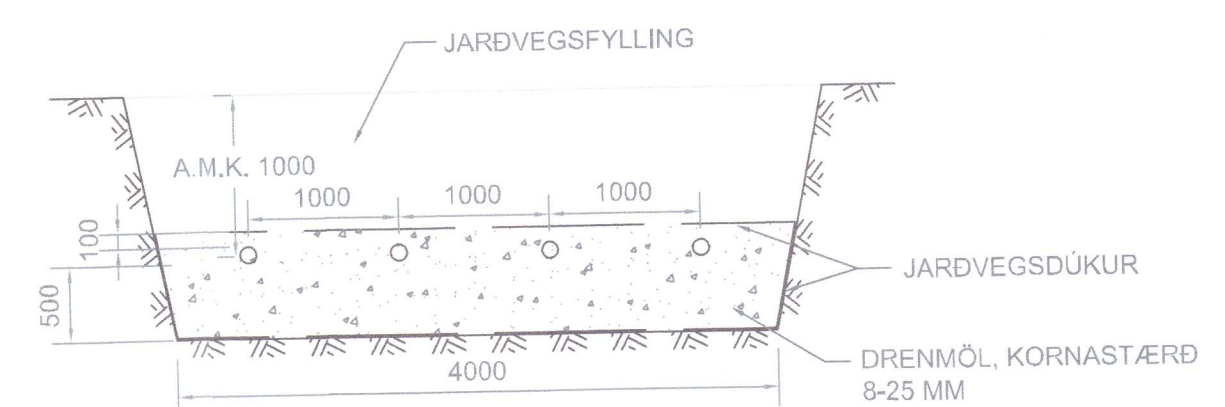 JARÐVEGSFYLLING
A.M.K. 1000
1000
1000
1000
100
500
JARÐVEGSDÚKUR
DRENMÖL, KORNASTÆRÐ
8-25 MM
4000